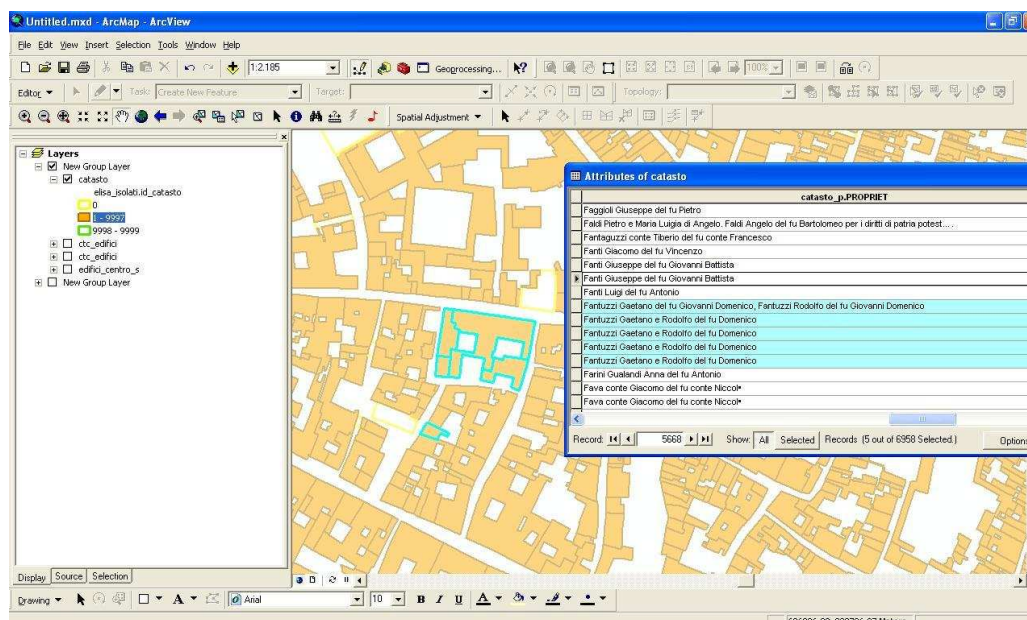 Untitled.mxd - ArcMap - ArcView
File Edit View Insert Selection Tools Window Help
1:2.185 Geoprocessing... 100%
Editor Task: Create New Feature Target: Topology:
Spatial Adjustment
Layers
New Group Layer
catasto
elisa_isolati.id_catasto
0
1 - 9997
9998 - 9999
ctc_edifici
ctc_edifici
edifici_centro_s
New Group Layer
Attributes of catasto
catasto_p.PROPRIET
Faggioli Giuseppe del fu Pietro
Faldi Pietro e Maria Luigia di Angelo. Faldi Angelo del fu Bartolomeo per i diritti di patria potest....
Fantaguzzi conte Tiberio del fu conte Francesco
Fanti Giacomo del fu Vincenzo
Fanti Giuseppe del fu Giovanni Battista
Fanti Giuseppe del fu Giovanni Battista
Fanti Luigi del fu Antonio
Fantuzzi Gaetano del fu Giovanni Domenico, Fantuzzi Rodolfo del fu Giovanni Domenico
Fantuzzi Gaetano e Rodolfo del fu Domenico
Fantuzzi Gaetano e Rodolfo del fu Domenico
Fantuzzi Gaetano e Rodolfo del fu Domenico
Fantuzzi Gaetano e Rodolfo del fu Domenico
Farini Gualandi Anna del fu Antonio
Fava conte Giacomo del fu conte Niccol•
Fava conte Giacomo del fu conte Niccol•
Record: 5668 Show: All Selected Records (5 out of 6958 Selected.) Option
Display Source Selection
Drawing A Arial 10 B I U A